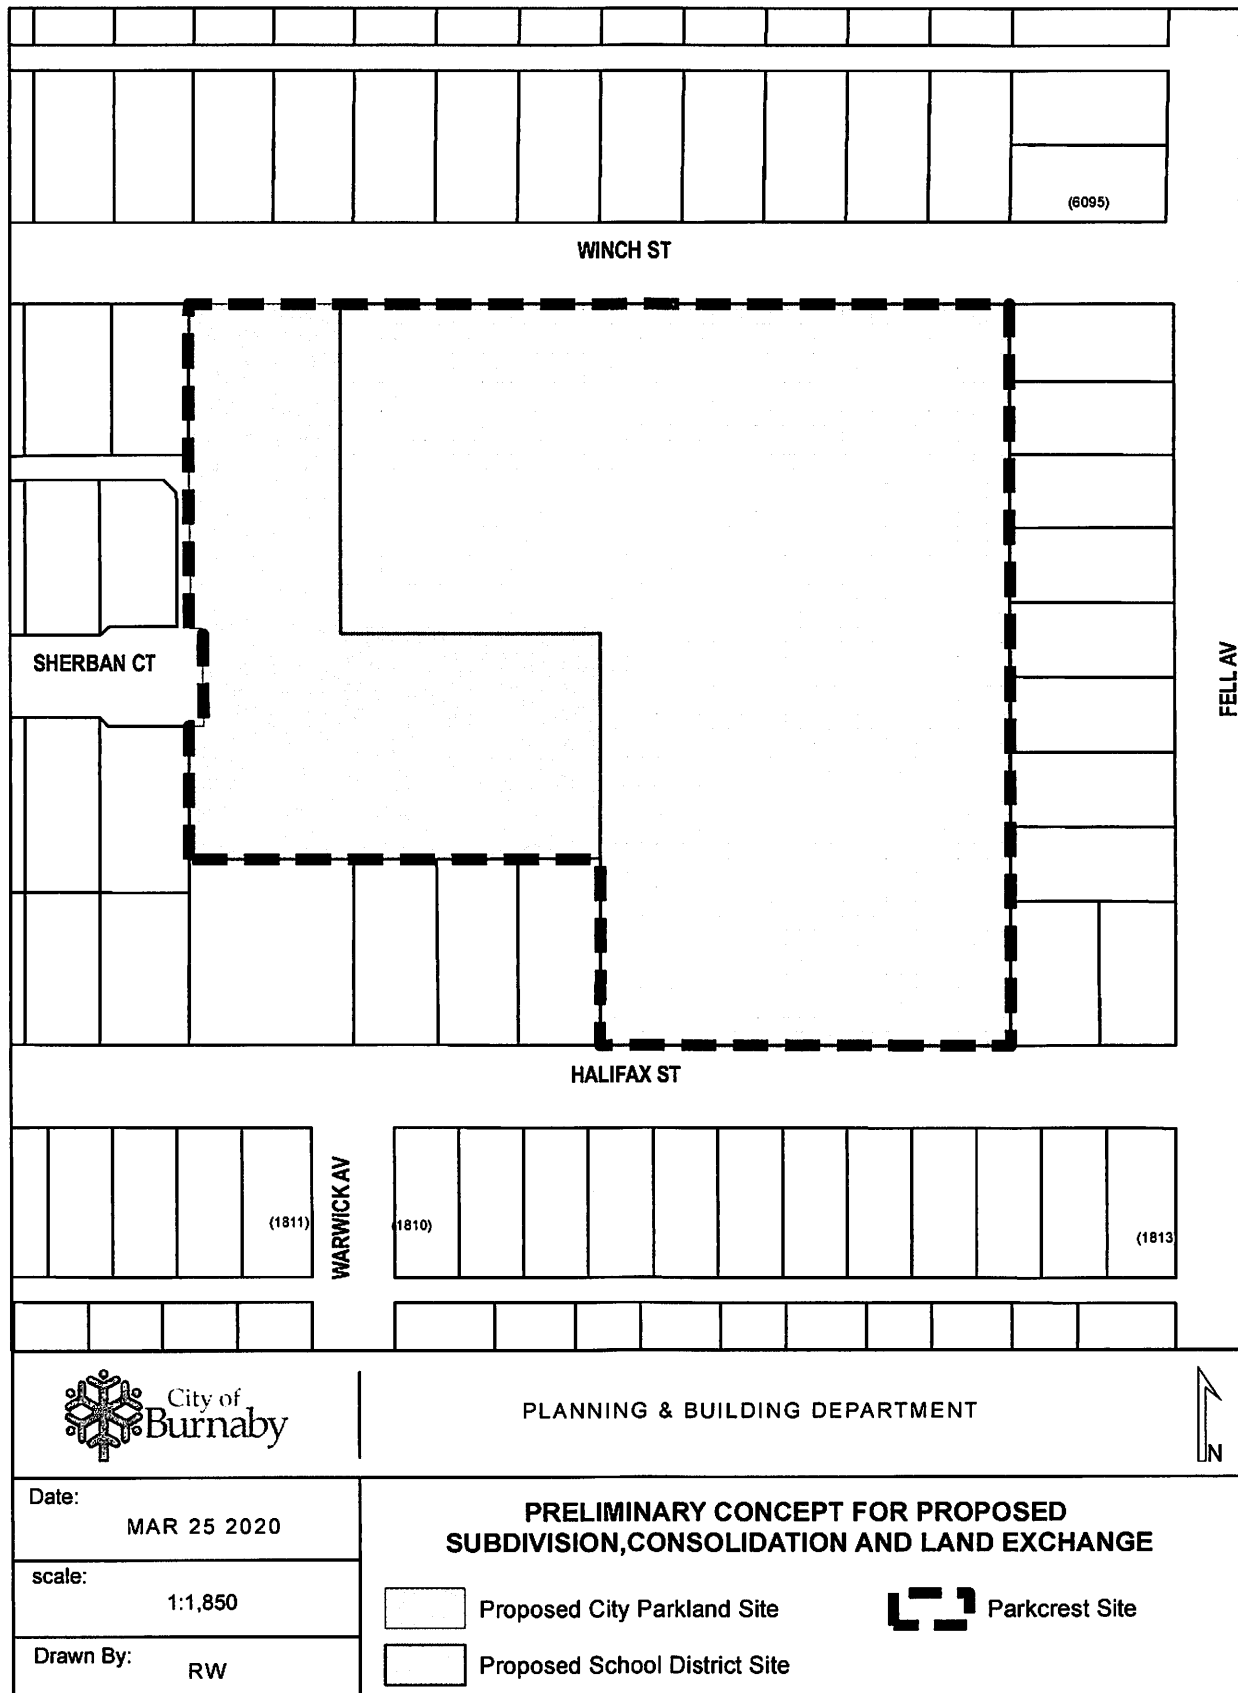 (6095)
WINCH ST
SHERBAN CT
FELL AV
HALIFAX ST
WARWICK AV
(1811)
(1810)
(1813
City of
Burnaby
PLANNING & BUILDING DEPARTMENT
N
Date:
MAR 25 2020
scale:
1:1,850
Drawn By:
RW
PRELIMINARY CONCEPT FOR PROPOSED
SUBDIVISION,CONSOLIDATION AND LAND EXCHANGE
Proposed City Parkland Site
Parkcrest Site
Proposed School District Site